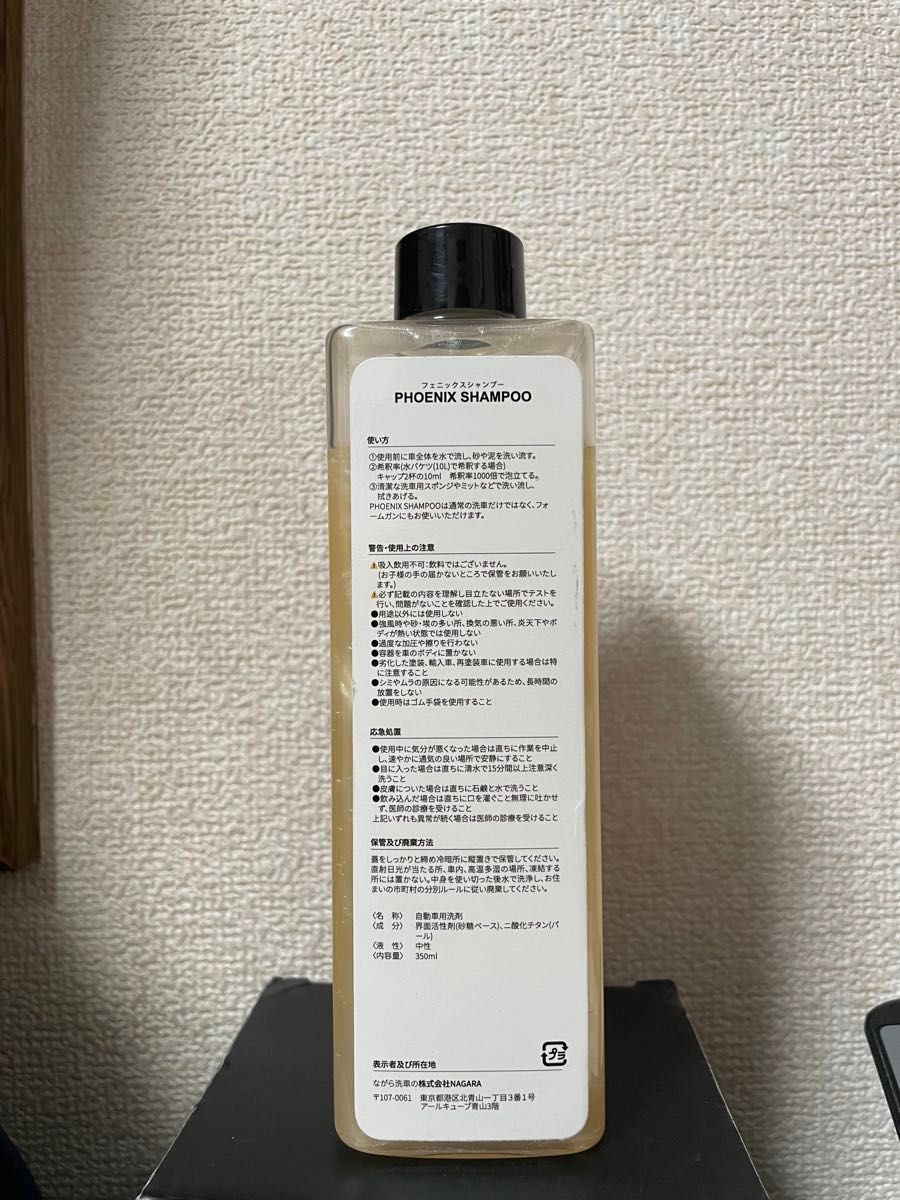 フェニックスシャンプー
PHOENIX SHAMPOO
使い方
①使用前に車全体を水で流し、砂や泥を洗い流す。
②希釈率(水バケツ(10L)で希釈する場合)
キャップ2杯の10ml 希釈率1000倍で泡立てる。
③清潔な洗車用スポンジやミットなどで洗い流し、
拭きあげる。
PHOENIX SHAMPOOは通常の洗車だけではなく、フォ
ームガンにもお使いいただけます。
警告・使用上の注意
⚠吸入飲用不可：飲料ではございません。
(お子様の手の届かないところで保管をお願いいたし
ます。)
⚠必ず記載の内容を理解し目立たない場所でテストを
行い、問題がないことを確認した上でご使用ください。
●用途以外には使用しない
●強風時や砂・埃の多い所、換気の悪い所、炎天下やボ
ディが熱い状態では使用しない
●過度な加圧や擦りを行わない
●容器を車のボディに置かない
●劣化した塗装、輸入車、再塗装車に使用する場合は特
に注意すること
●シミやムラの原因になる可能性があるため、長時間の
放置をしない
●使用時はゴム手袋を使用すること
応急処置
●使用中に気分が悪くなった場合は直ちに作業を中止
し、速やかに通気の良い場所で安静にすること
●目に入った場合は直ちに清水で15分間以上注意深く
洗うこと
●皮膚についた場合は直ちに石鹸と水で洗うこと
●飲み込んだ場合は直ちに口を濯ぐこと無理に吐かせ
ず、医師の診療を受けること
上記いずれも異常が続く場合は医師の診療を受けること
保管及び廃棄方法
蓋をしっかりと締め冷暗所に縦置きで保管してください。
直射日光が当たる所、車内、高温多湿の場所、凍結する
所には置かない。中身を使い切った後水で洗浄し、お住
まいの市町村の分別ルールに従い廃棄してください。
〈名 称〉 自動車用洗剤
〈成 分〉 界面活性剤(砂糖ベース)、二酸化チタン(パ
ール)
〈液 性〉 中性
〈内容量〉 350ml
プラ
表示者及び所在地
ながら洗車の株式会社NAGARA
〒107-0061 東京都港区北青山一丁目3番1号
アールキューブ青山3階